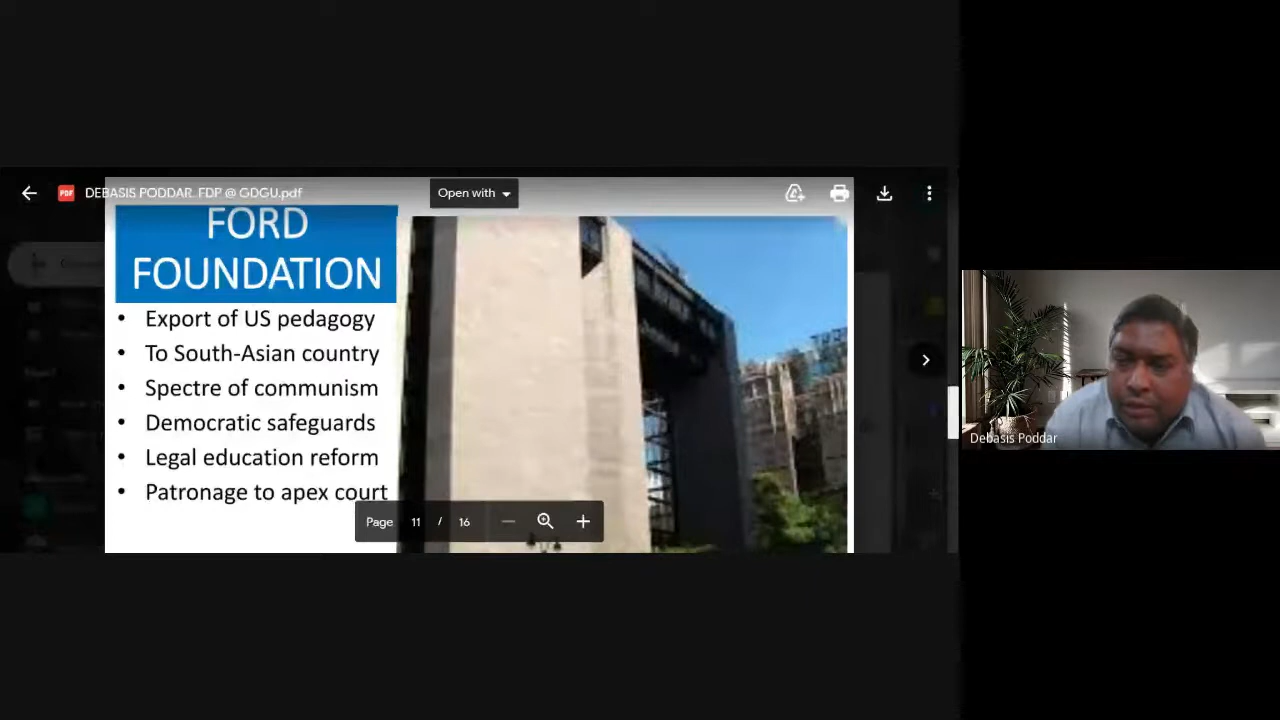 DEBASIS PODDAR. FDP @ GDGU.pdf
Open with
FORD
FOUNDATION
• Export of US pedagogy
• To South-Asian country
• Spectre of communism
• Democratic safeguards
• Legal education reform
• Patronage to apex court
Page 11 / 16
Debasis Poddar